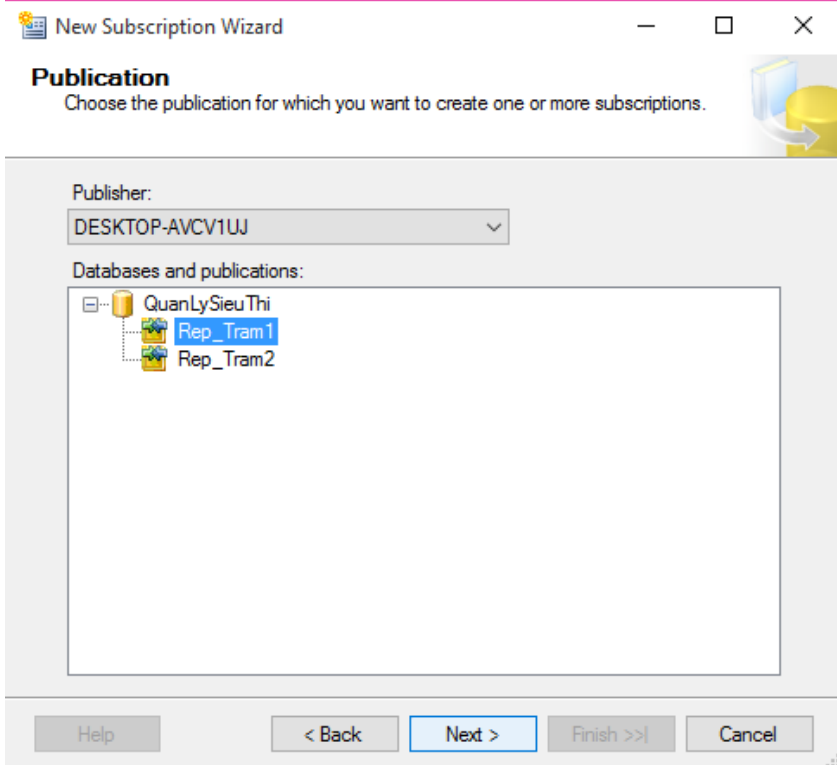 New Subscription Wizard
Publication
Choose the publication for which you want to create one or more subscriptions.
Publisher:
DESKTOP-AVCV1UJ
Databases and publications:
QuanLySieuThi
Rep_Tram1
Rep_Tram2
Help < Back Next > Finish >>| Cancel